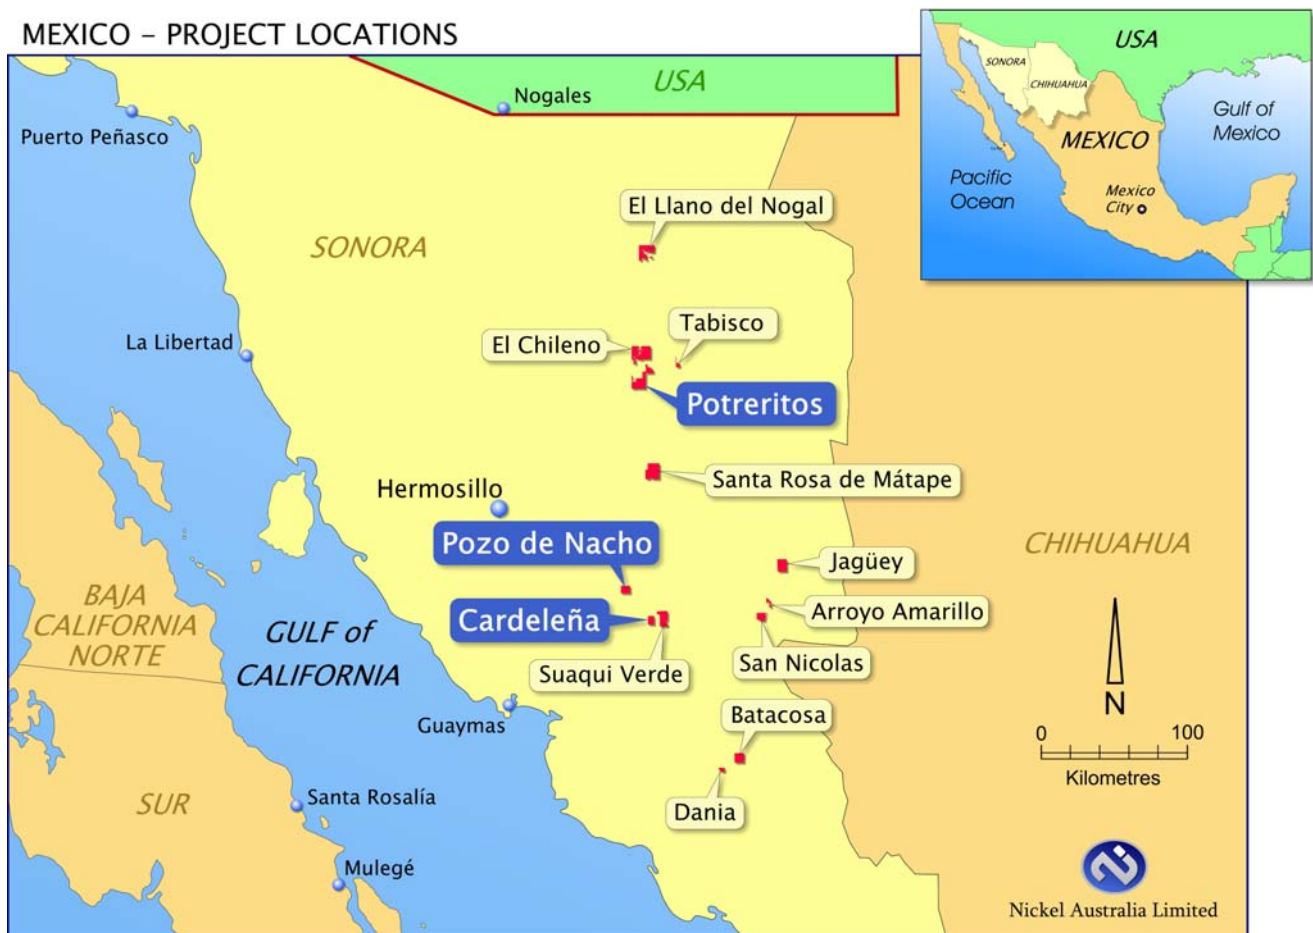 MEXICO – PROJECT LOCATIONS
USA
Nogales
Puerto Peñasco
SONORA
El Llano del Nogal
La Libertad
El Chileno
Tabisco
Potreritos
Santa Rosa de Mátape
Hermosillo
Pozo de Nacho
CHIHUAHUA
Jagüey
Arroyo Amarillo
Cardeleña
San Nicolas
Suaqui Verde
BAJA
CALIFORNIA
NORTE
GULF of
CALIFORNIA
Guaymas
Batacosa
Dania
SUR
Santa Rosalía
Mulegé
N
0 100
Kilometres
Nickel Australia Limited
USA
SONORA
CHIHUAHUA
Gulf of
Mexico
MEXICO
Pacific
Ocean
Mexico
City